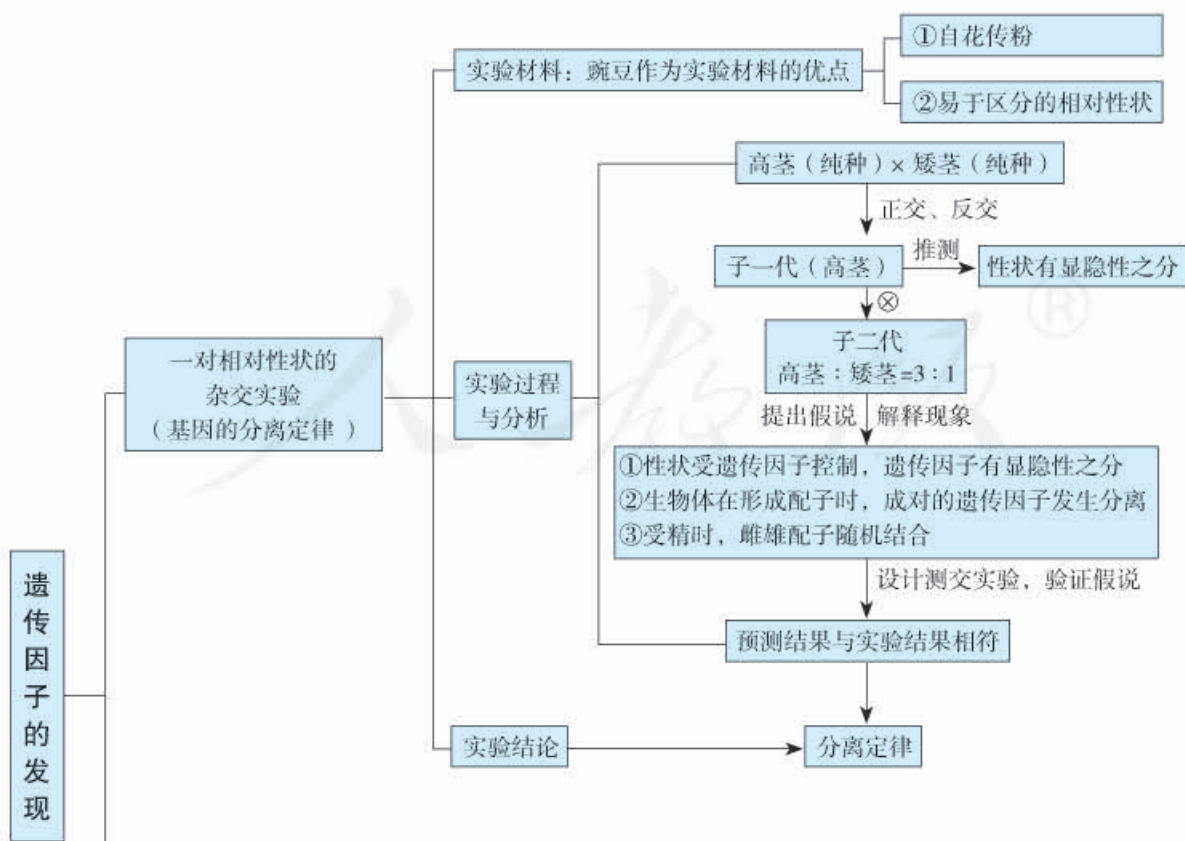 实验材料：豌豆作为实验材料的优点
①自花传粉
②易于区分的相对性状
高茎（纯种）× 矮茎（纯种）
正交、反交
子一代（高茎）
推测
性状有显隐性之分
⊗
子二代
高茎：矮茎=3：1
提出假说
解释现象
一对相对性状的
杂交实验
（基因的分离定律）
实验过程
与分析
①性状受遗传因子控制，遗传因子有显隐性之分
②生物体在形成配子时，成对的遗传因子发生分离
③受精时，雌雄配子随机结合
设计测交实验，验证假说
预测结果与实验结果相符
遗传因子的发现
实验结论
分离定律
人教版®